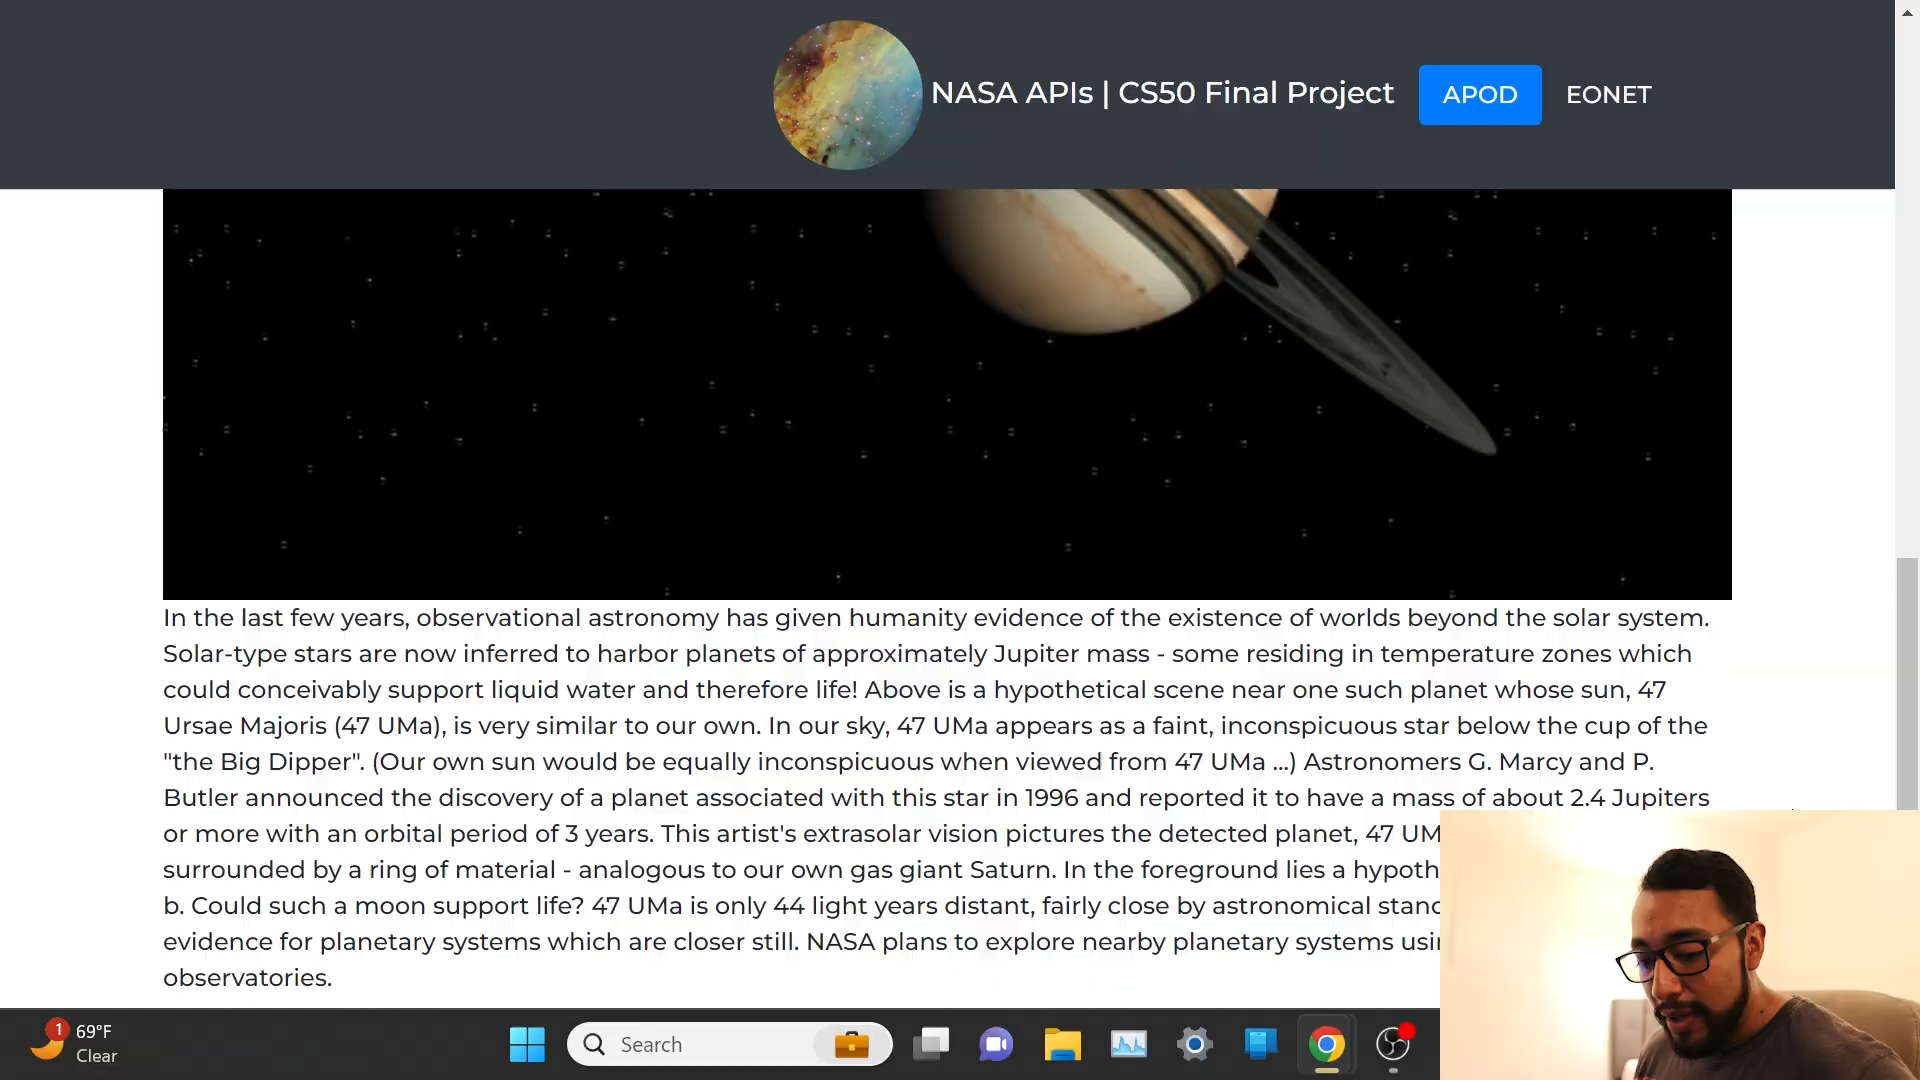 NASA APIs | CS50 Final Project APOD EONET
In the last few years, observational astronomy has given humanity evidence of the existence of worlds beyond the solar system.
Solar-type stars are now inferred to harbor planets of approximately Jupiter mass - some residing in temperature zones which
could conceivably support liquid water and therefore life! Above is a hypothetical scene near one such planet whose sun, 47
Ursae Majoris (47 UMa), is very similar to our own. In our sky, 47 UMa appears as a faint, inconspicuous star below the cup of the
"the Big Dipper". (Our own sun would be equally inconspicuous when viewed from 47 UMa ...) Astronomers G. Marcy and P.
Butler announced the discovery of a planet associated with this star in 1996 and reported it to have a mass of about 2.4 Jupiters
or more with an orbital period of 3 years. This artist's extrasolar vision pictures the detected planet, 47
surrounded by a ring of material - analogous to our own gas giant Saturn. In the foreground lies a
b. Could such a moon support life? 47 UMa is only 44 light years distant, fairly close by astronomical
evidence for planetary systems which are closer still. NASA plans to explore nearby planetary systems
observatories.
1
69°F
Clear
Search